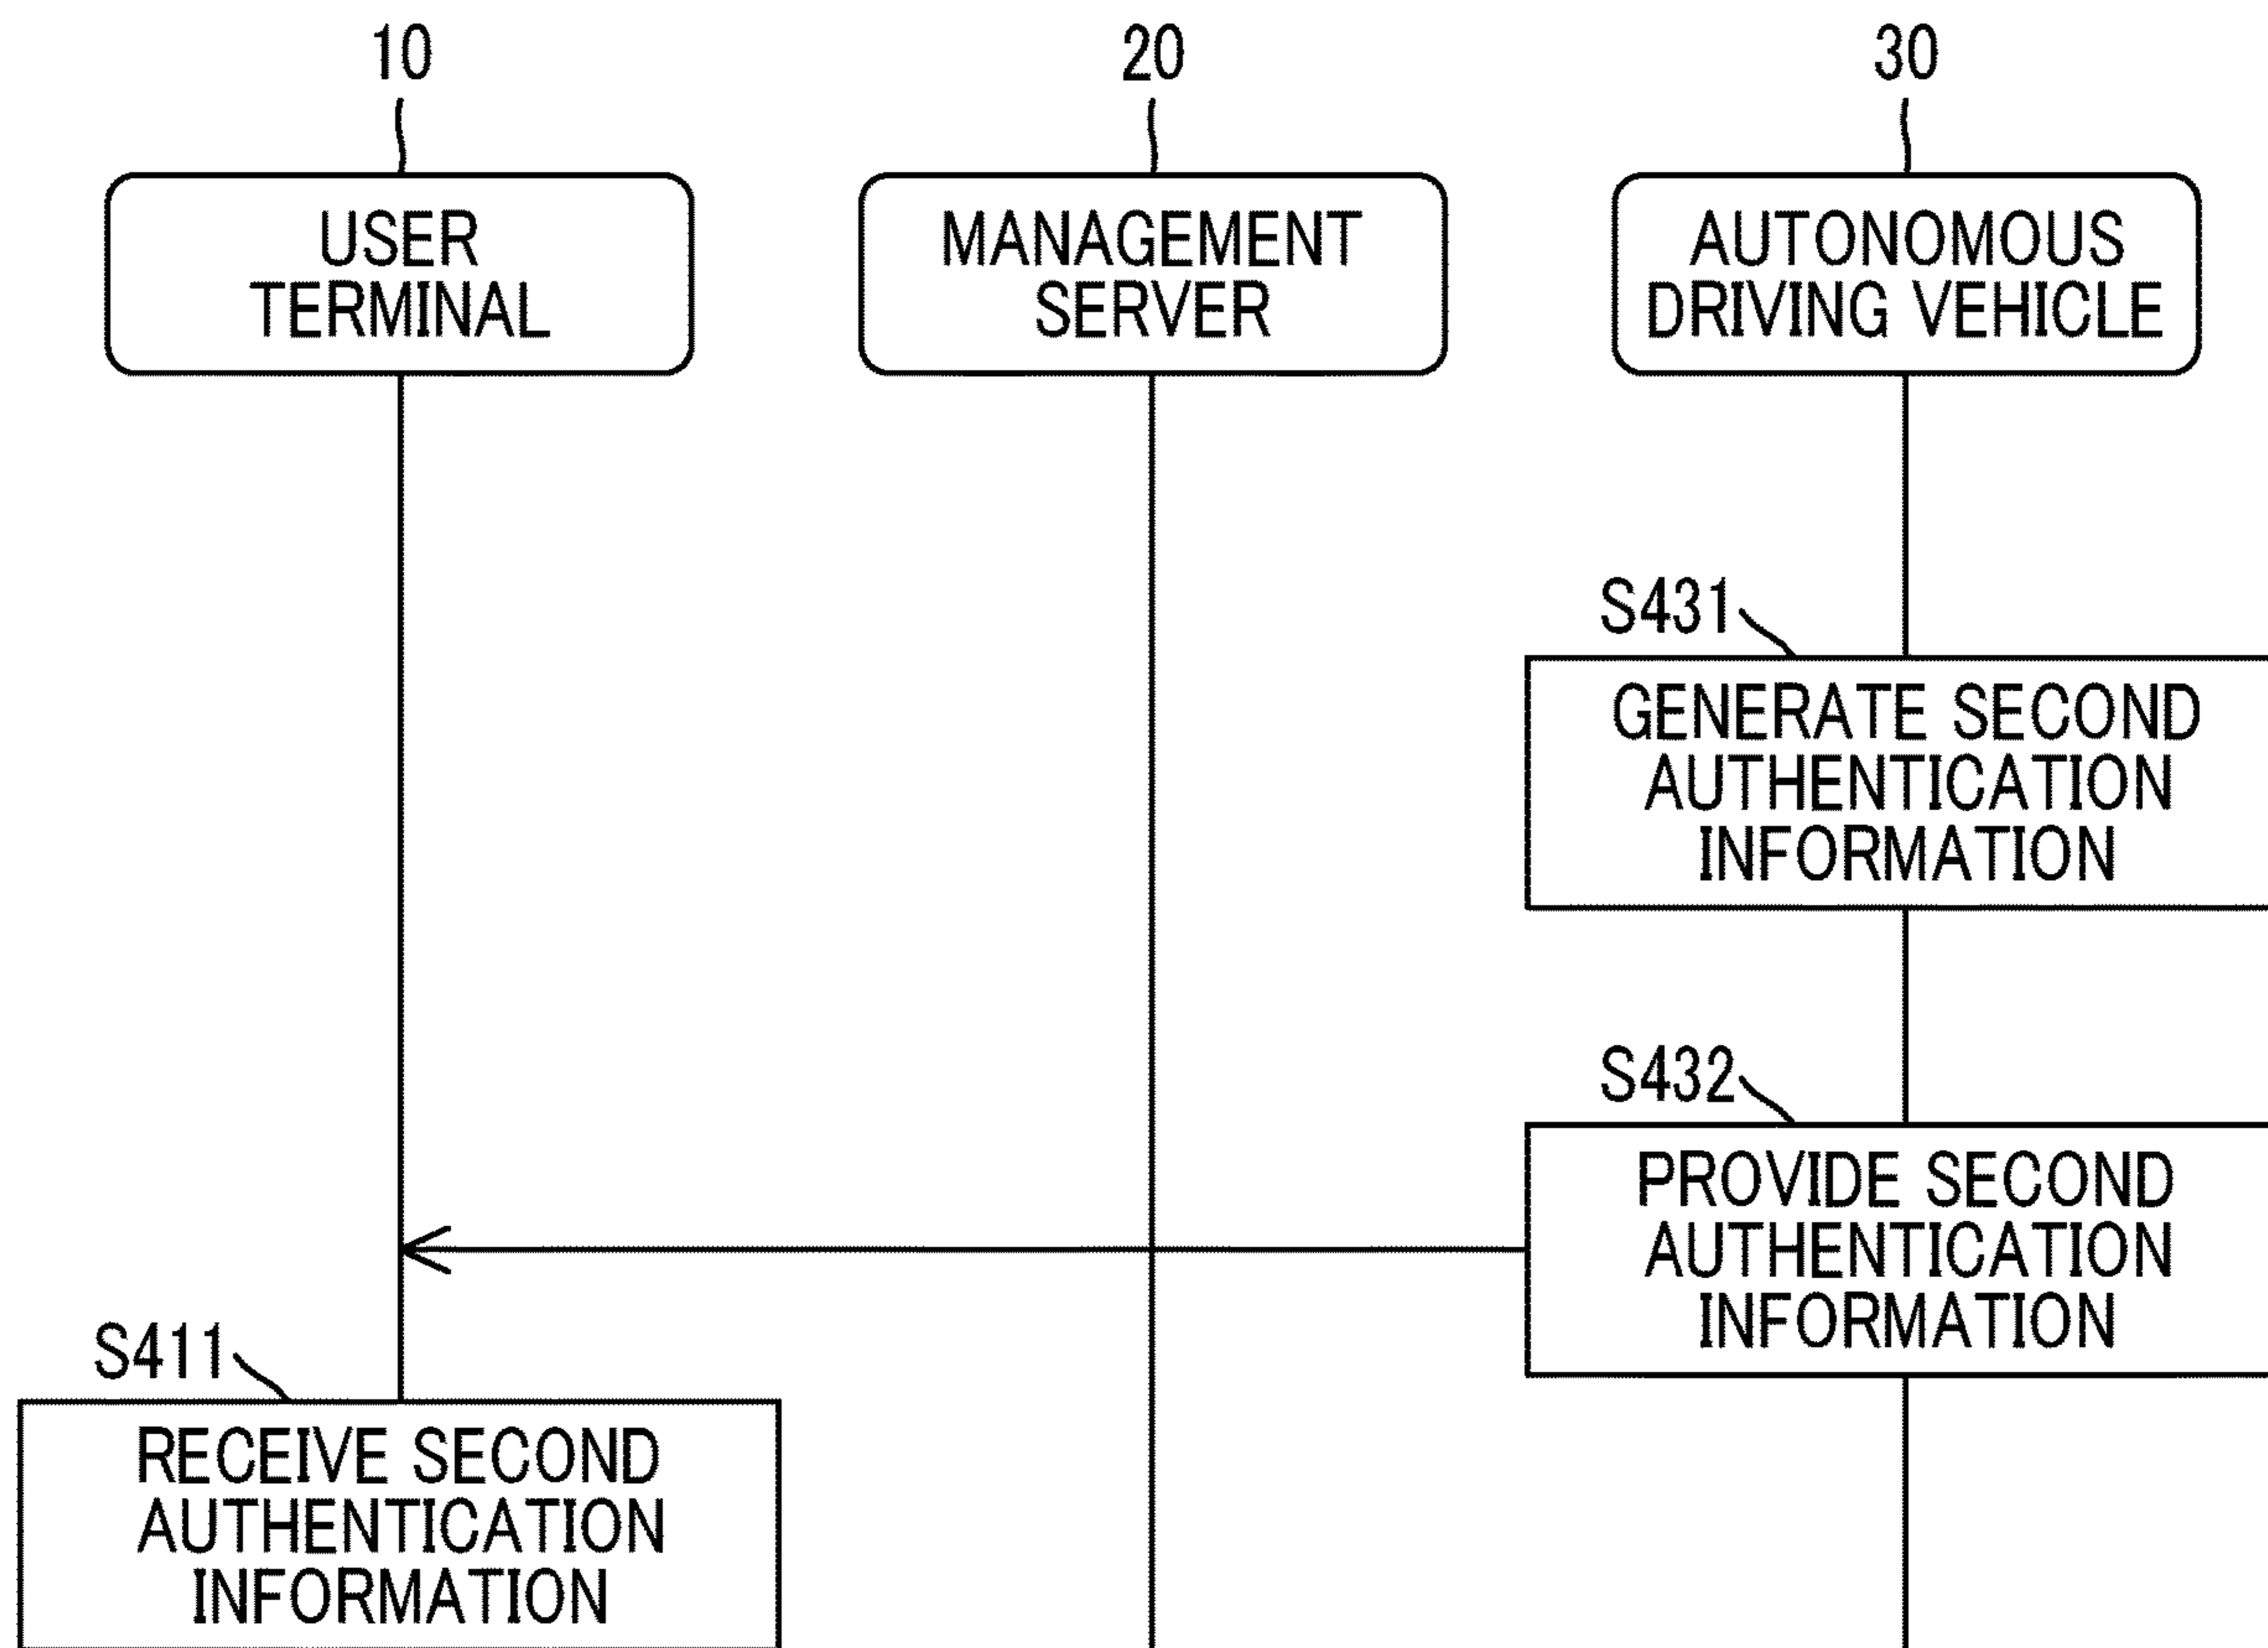 10
20
30
USER
TERMINAL
MANAGEMENT
SERVER
AUTONOMOUS
DRIVING VEHICLE
S431
GENERATE SECOND
AUTHENTICATION
INFORMATION
S432
PROVIDE SECOND
AUTHENTICATION
INFORMATION
S411
RECEIVE SECOND
AUTHENTICATION
INFORMATION